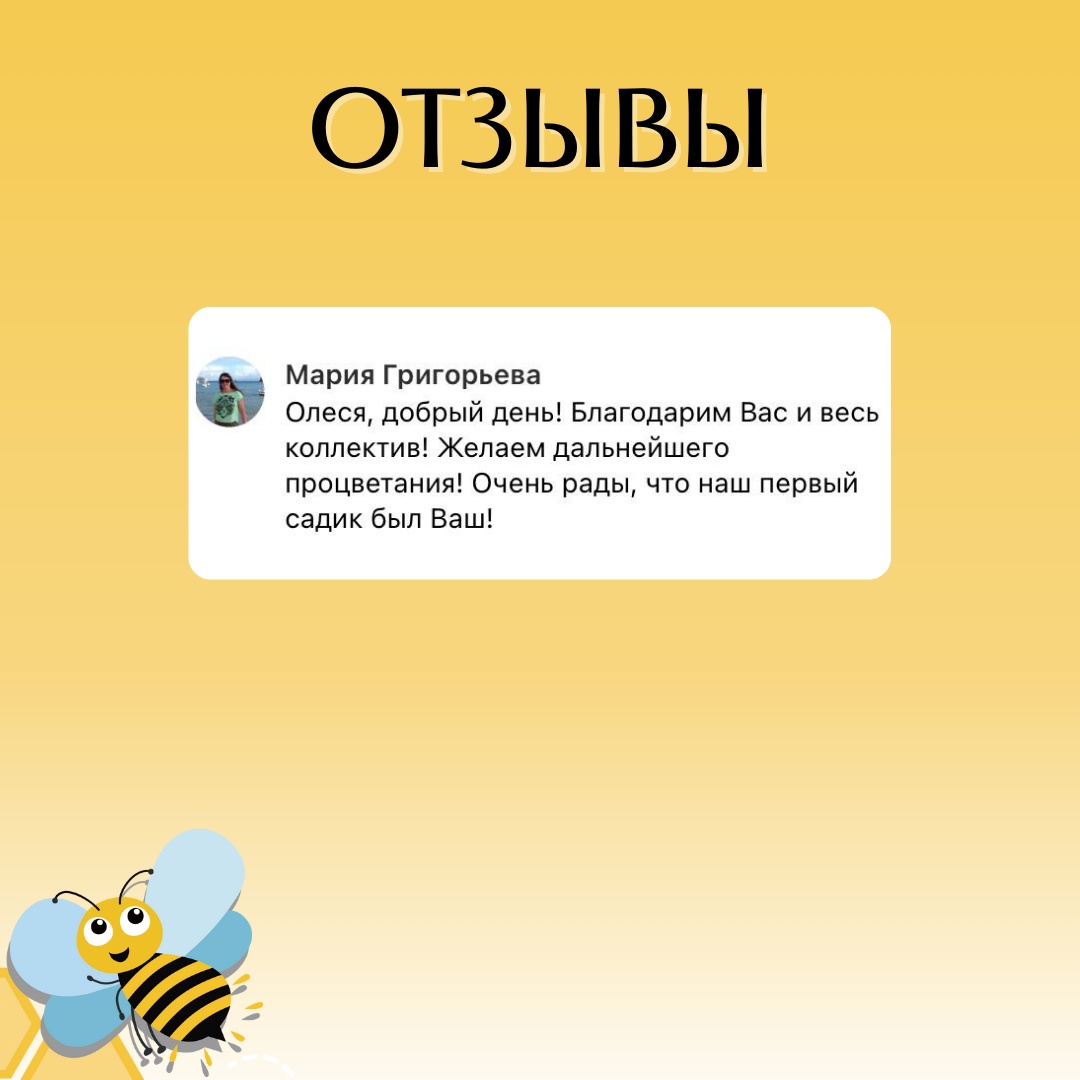 ОТЗЫВЫ
Мария Григорьева
Олеся, добрый день! Благодарим Вас и весь
коллектив! Желаем дальнейшего
процветания! Очень рады, что наш первый
садик был Ваш!